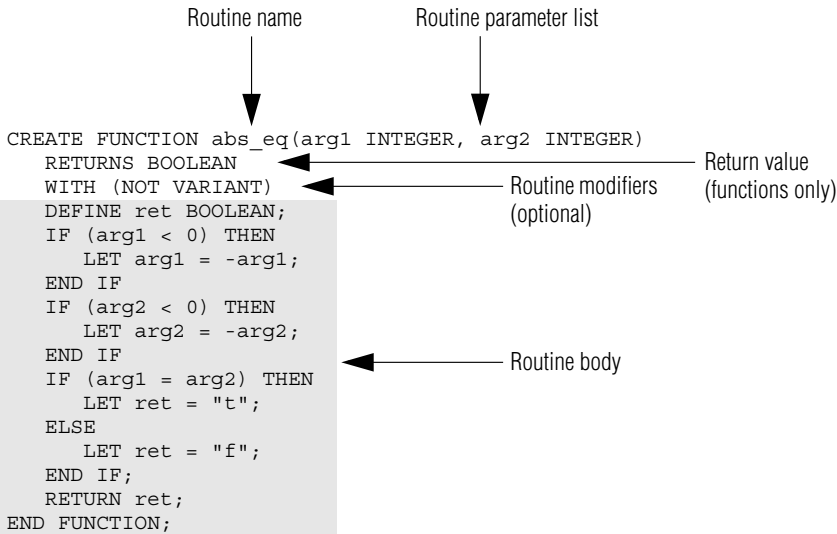 Routine name
Routine parameter list
CREATE FUNCTION abs_eq(arg1 INTEGER, arg2 INTEGER)
RETURNS BOOLEAN
Return value
(functions only)
WITH (NOT VARIANT)
Routine modifiers
(optional)
DEFINE ret BOOLEAN;
IF (arg1 < 0) THEN
LET arg1 = -arg1;
END IF
IF (arg2 < 0) THEN
LET arg2 = -arg2;
END IF
Routine body
IF (arg1 = arg2) THEN
LET ret = "t";
ELSE
LET ret = "f";
END IF;
RETURN ret;
END FUNCTION;